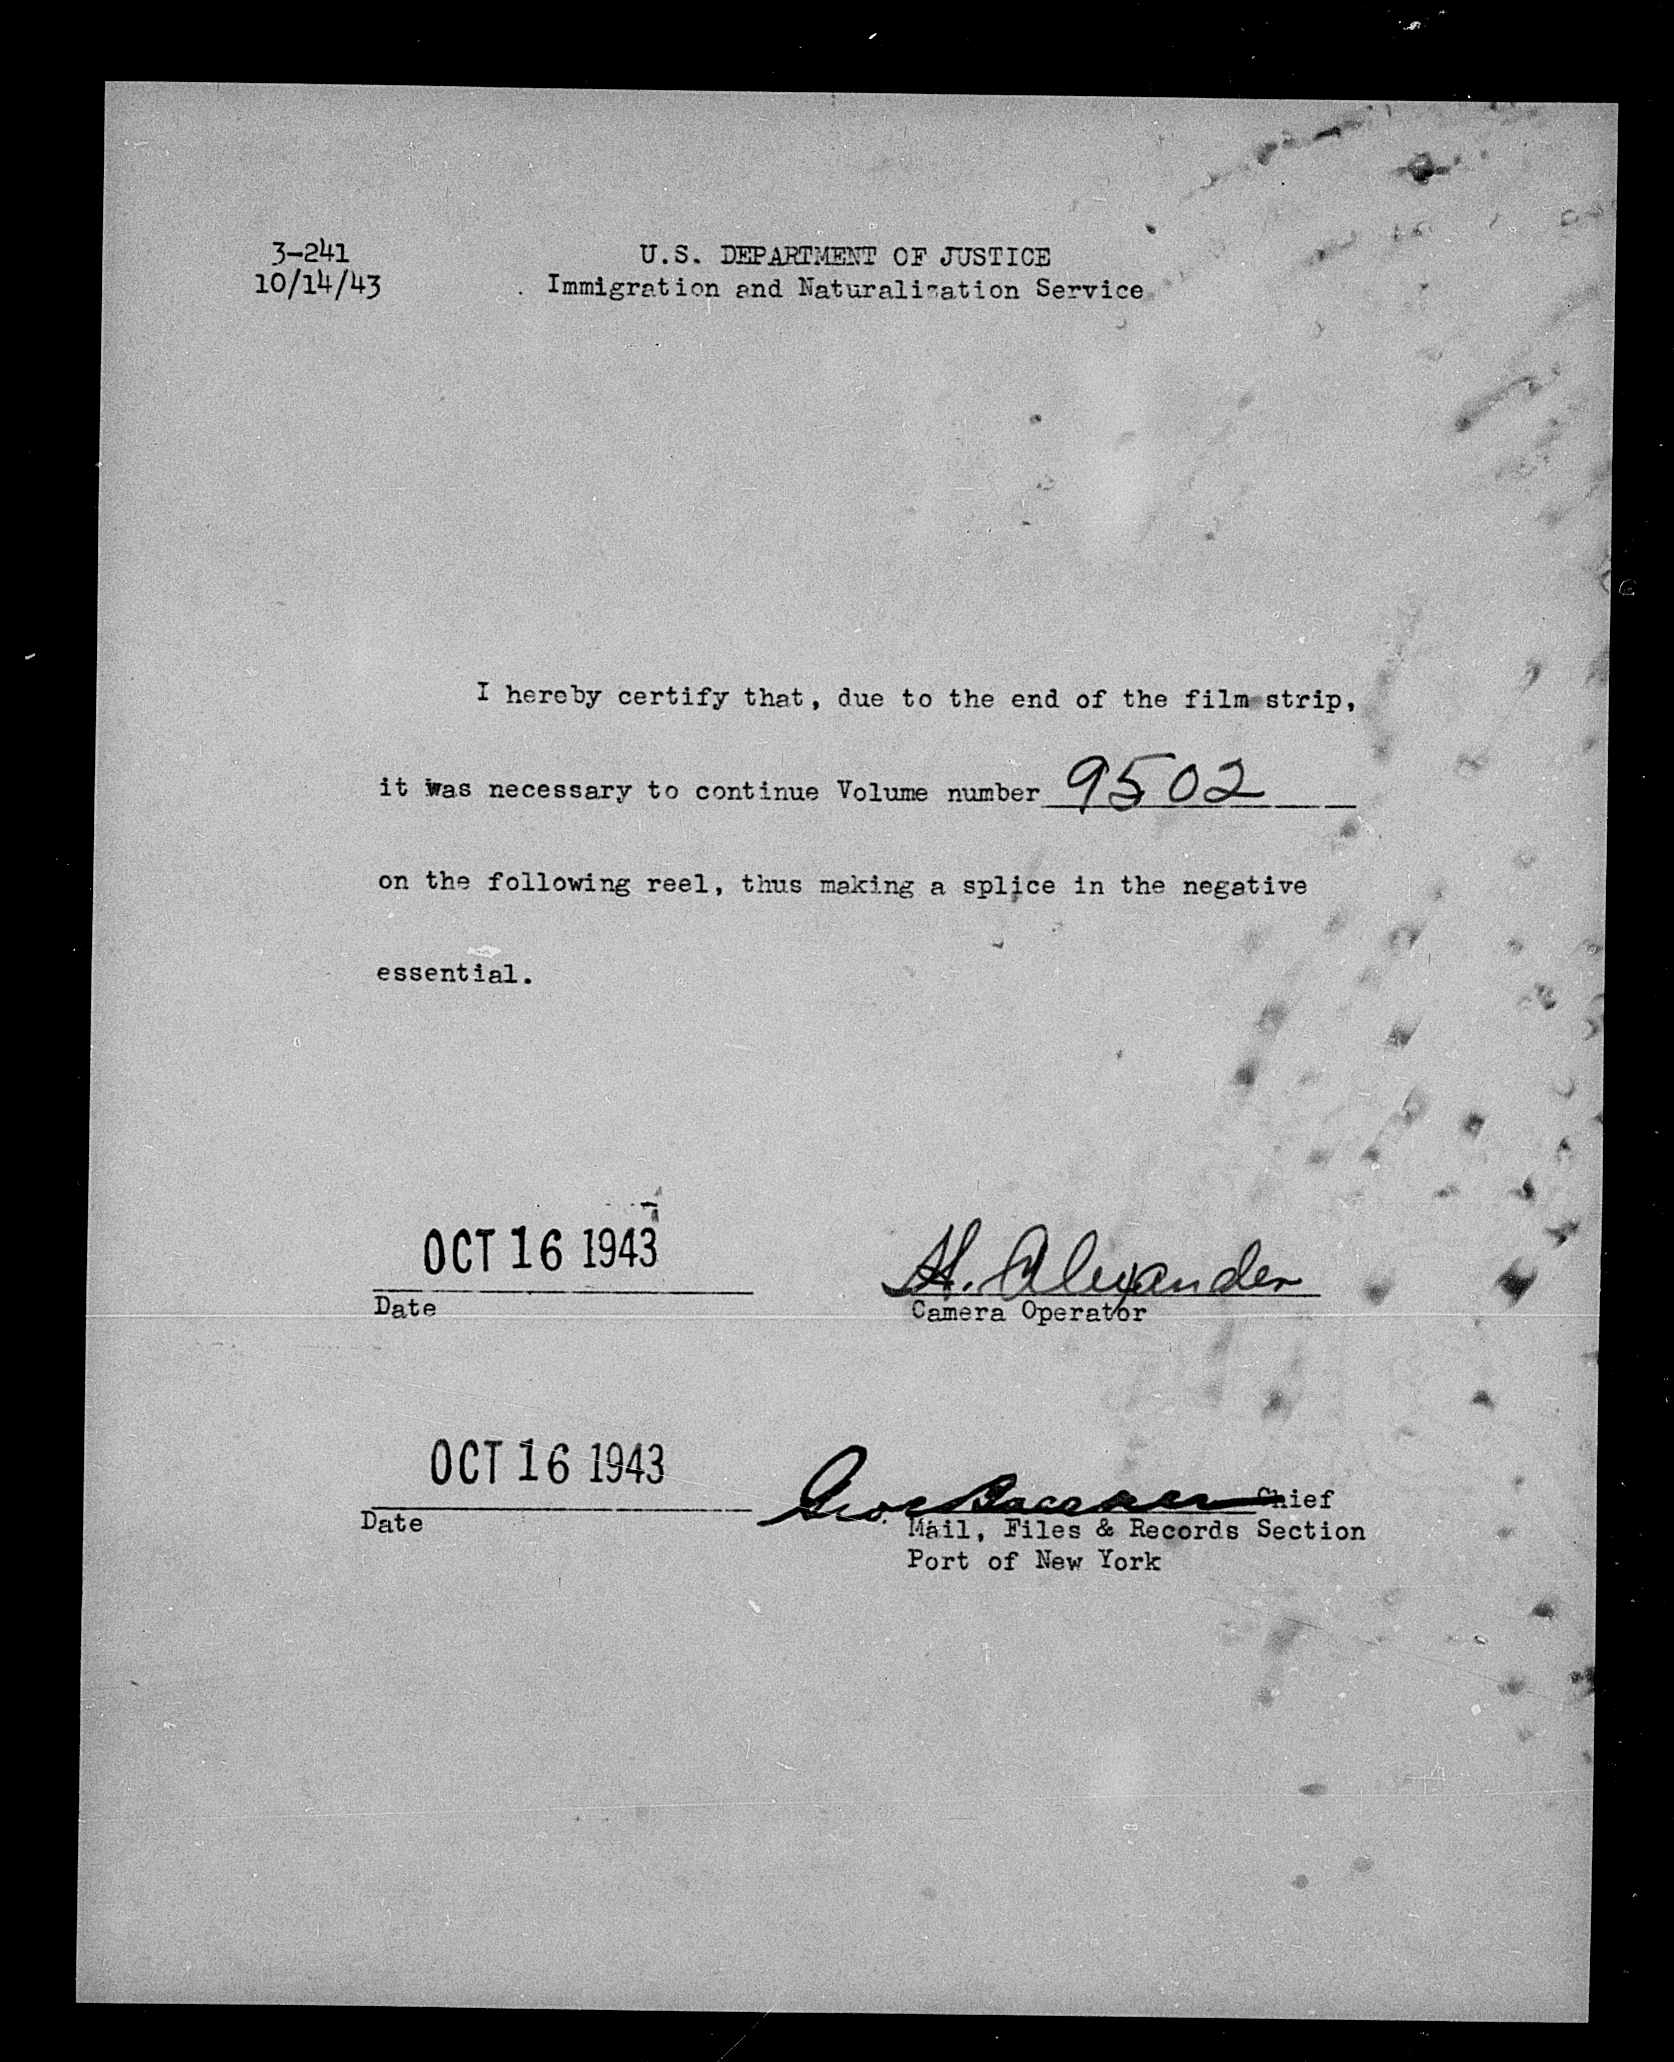 3-241
10/14/43
U.S. DEPARTMENT OF JUSTICE
Immigration and Naturalization Service
I hereby certify that, due to the end of the film strip,
it was necessary to continue Volume number 9502
on the following reel, thus making a splice in the negative
essential.
OCT 16 1943
Date
H. Alexander
Camera Operator
OCT 16 1943
Date
Geo. Chief
Mail, Files & Records Section
Port of New York